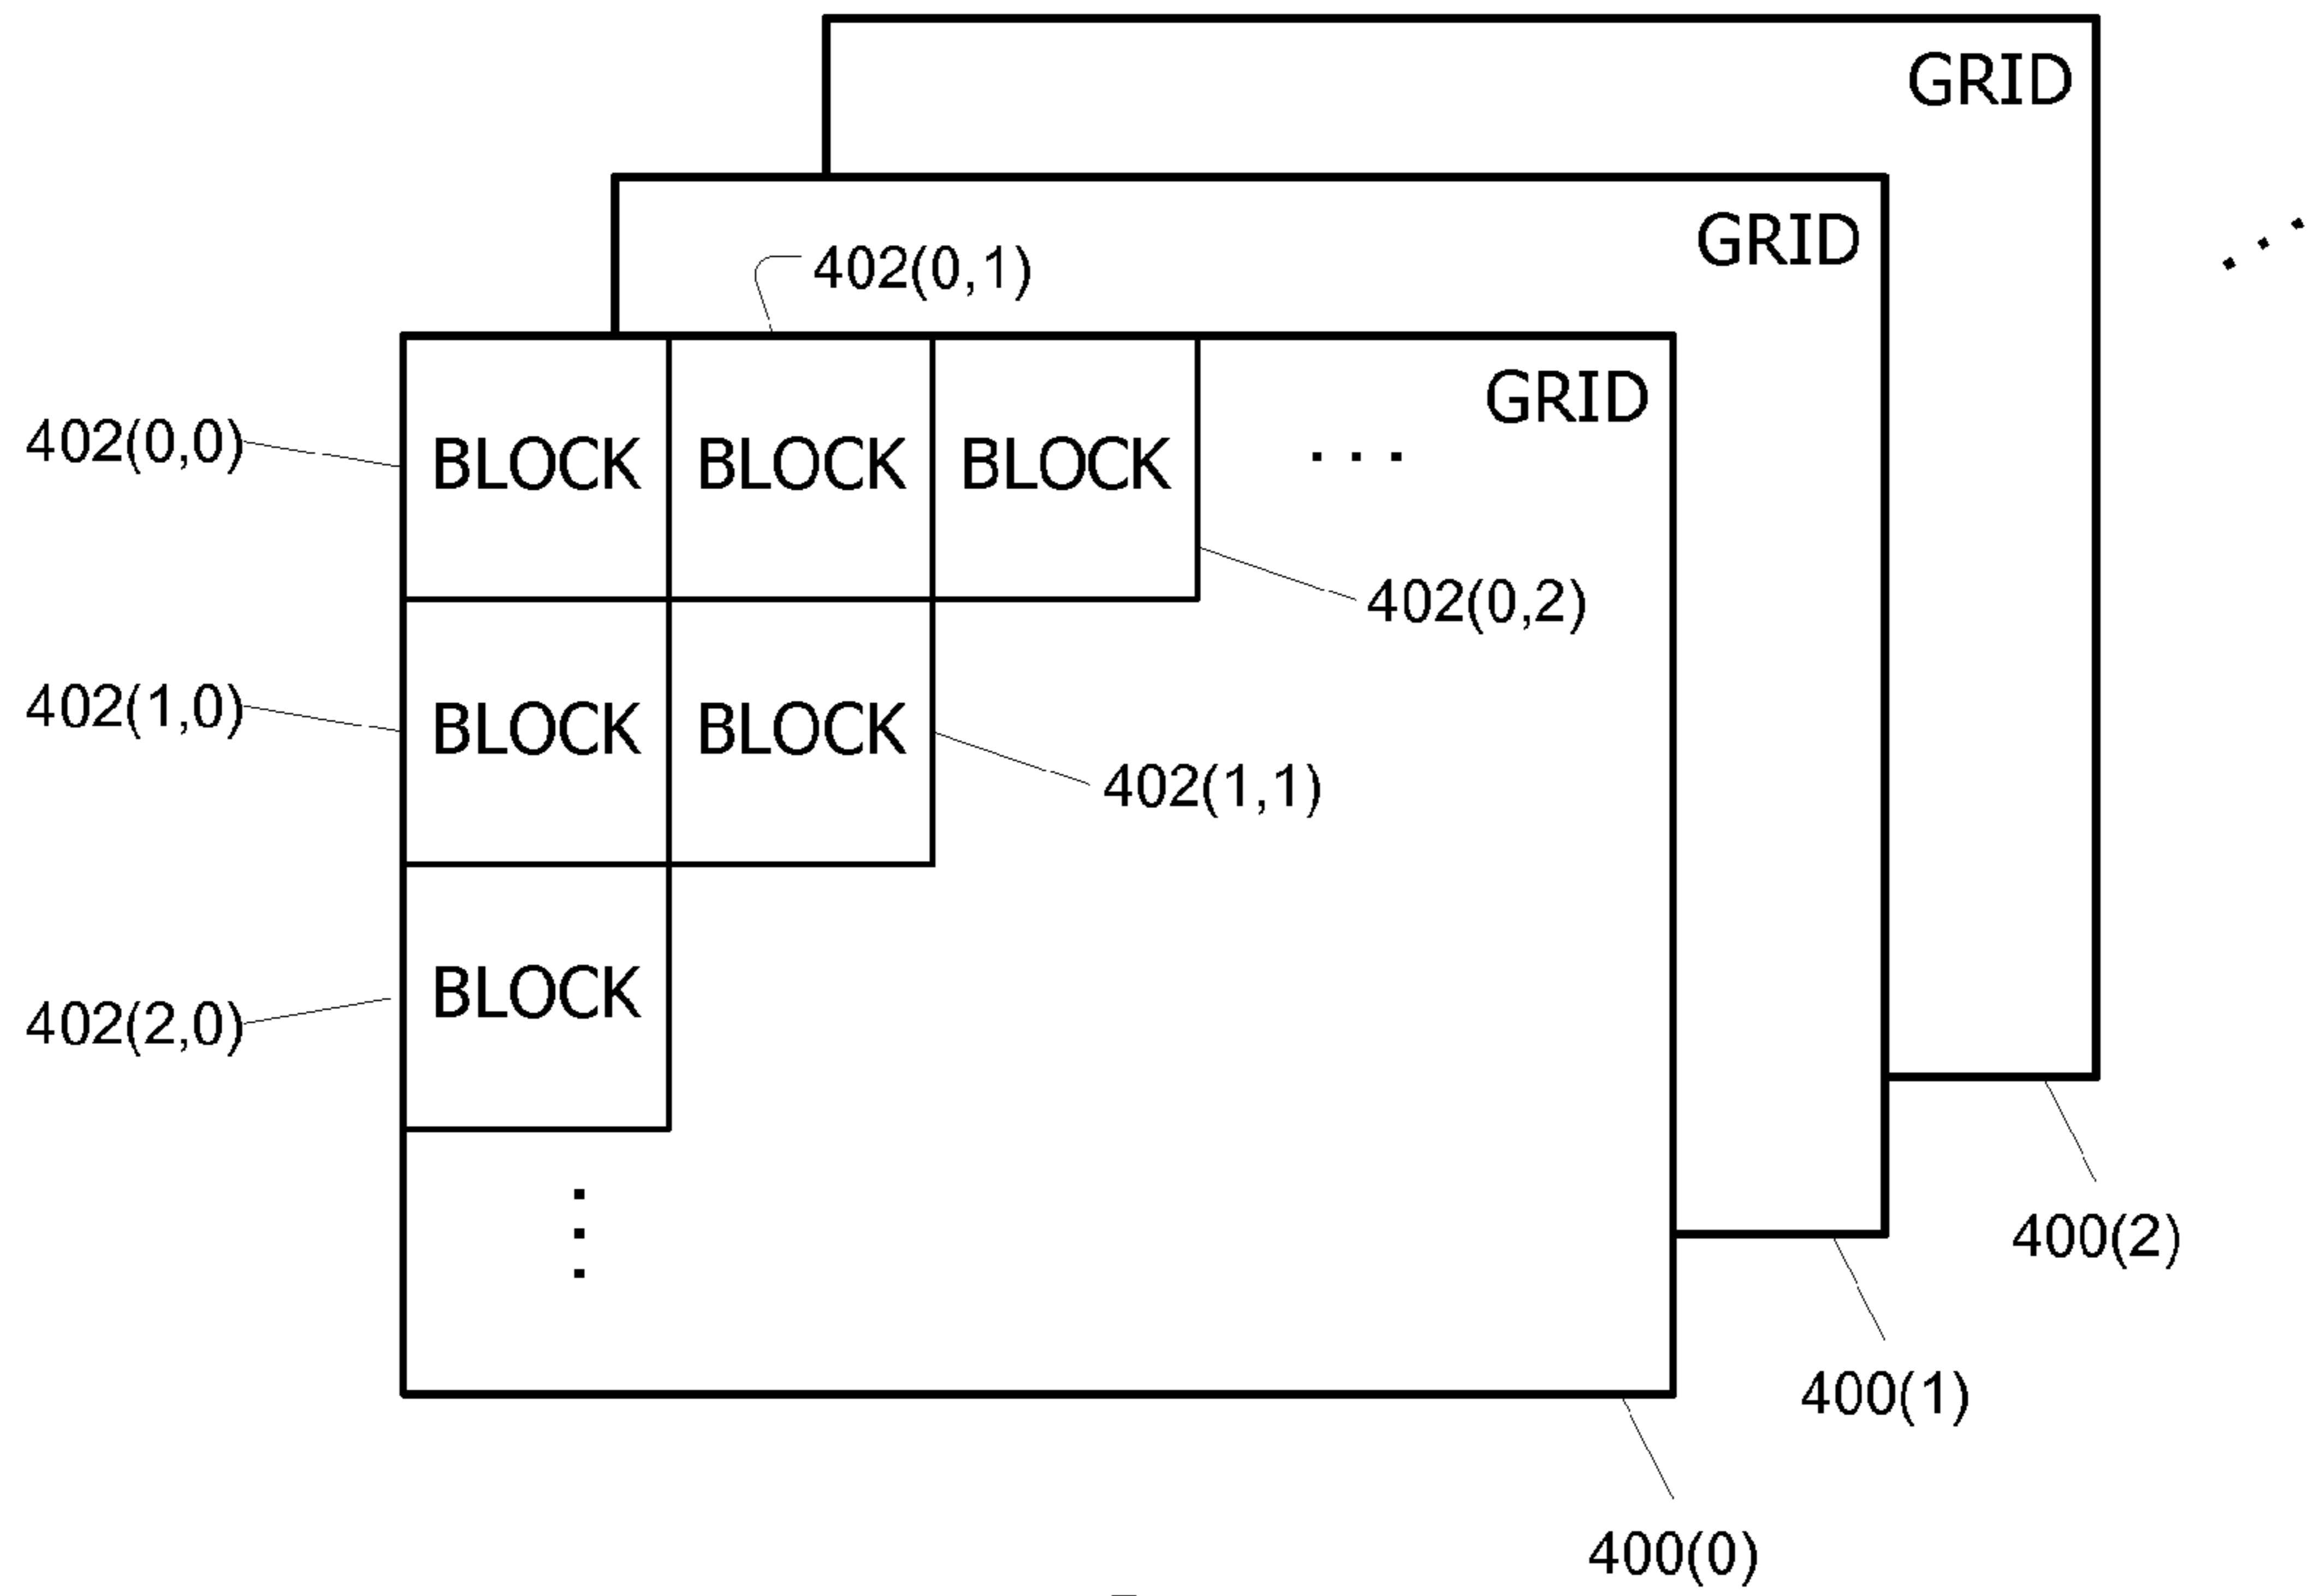 GRID
GRID
402(0,1)
GRID
402(0,0)
BLOCK BLOCK BLOCK ...
402(0,2)
402(1,0)
BLOCK BLOCK
402(1,1)
BLOCK
402(2,0)
400(2)
400(1)
400(0)